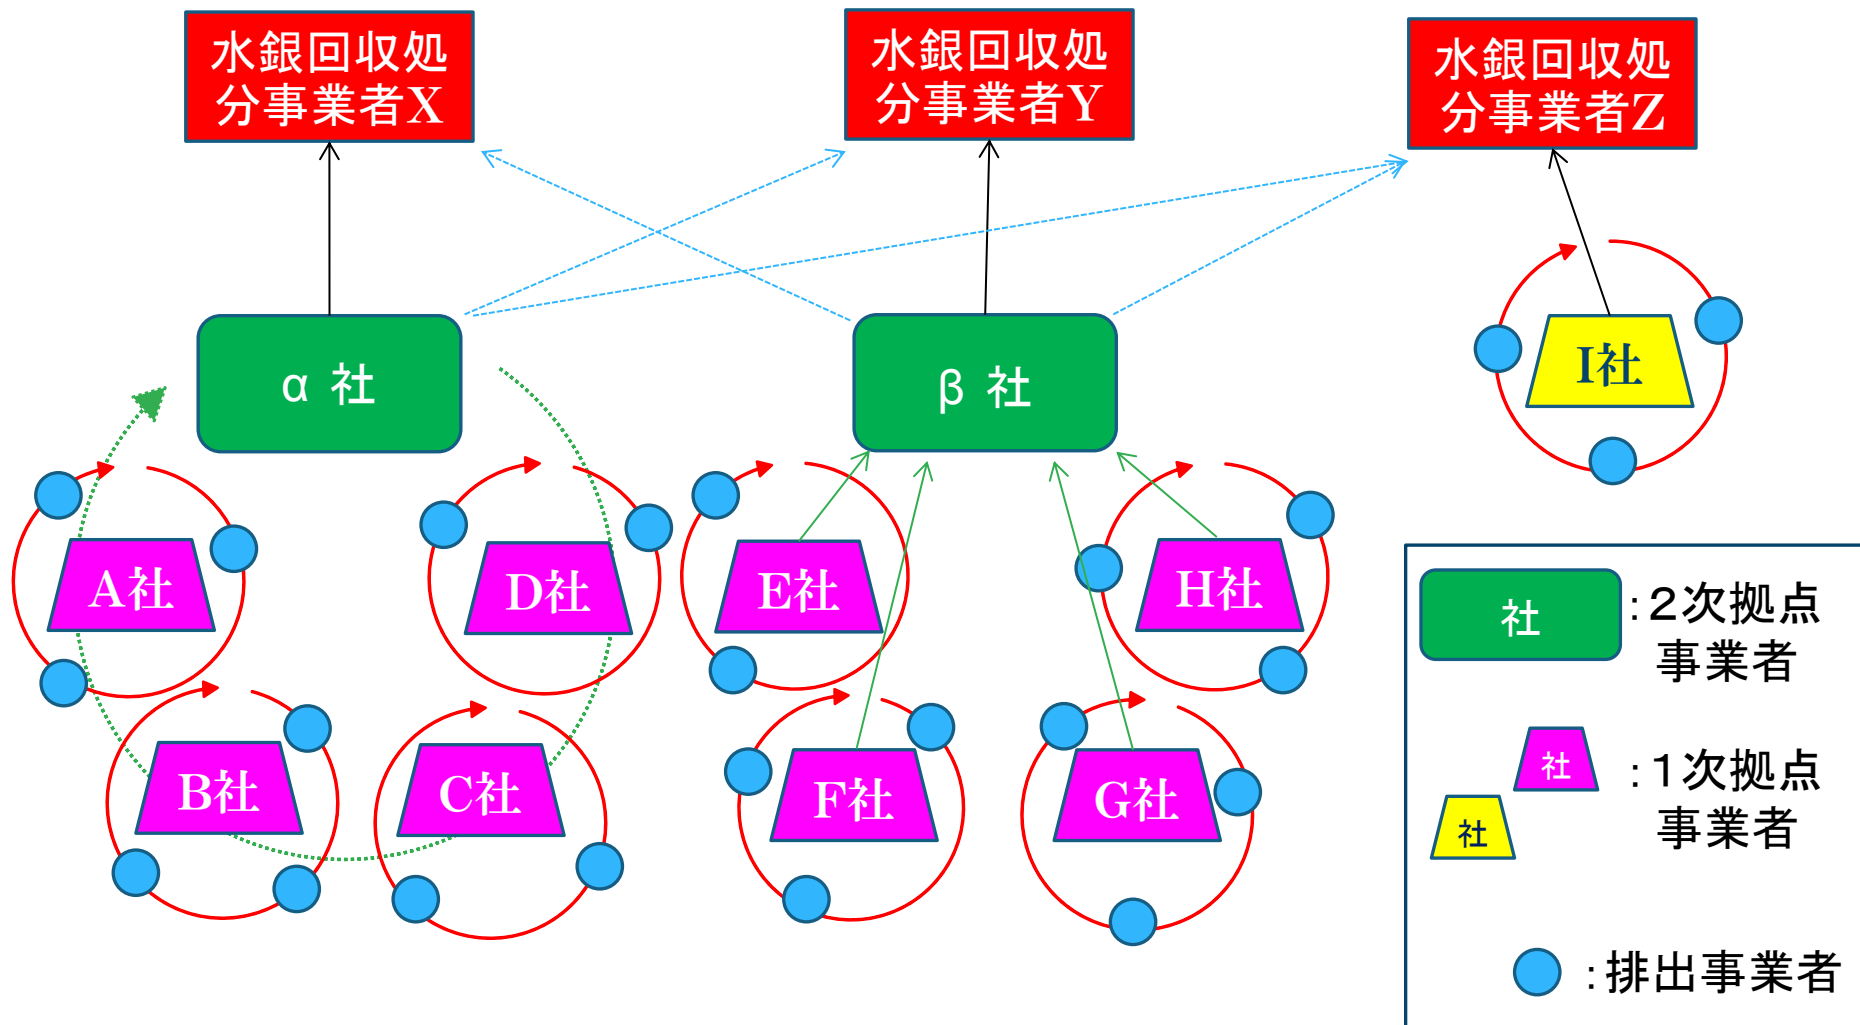 水銀回収処
分事業者X
水銀回収処
分事業者Y
水銀回収処
分事業者Z
α 社
β 社
I社
A社
D社
E社
H社
B社
C社
F社
G社
社
：2次拠点
事業者
社
社
：1次拠点
事業者
：排出事業者